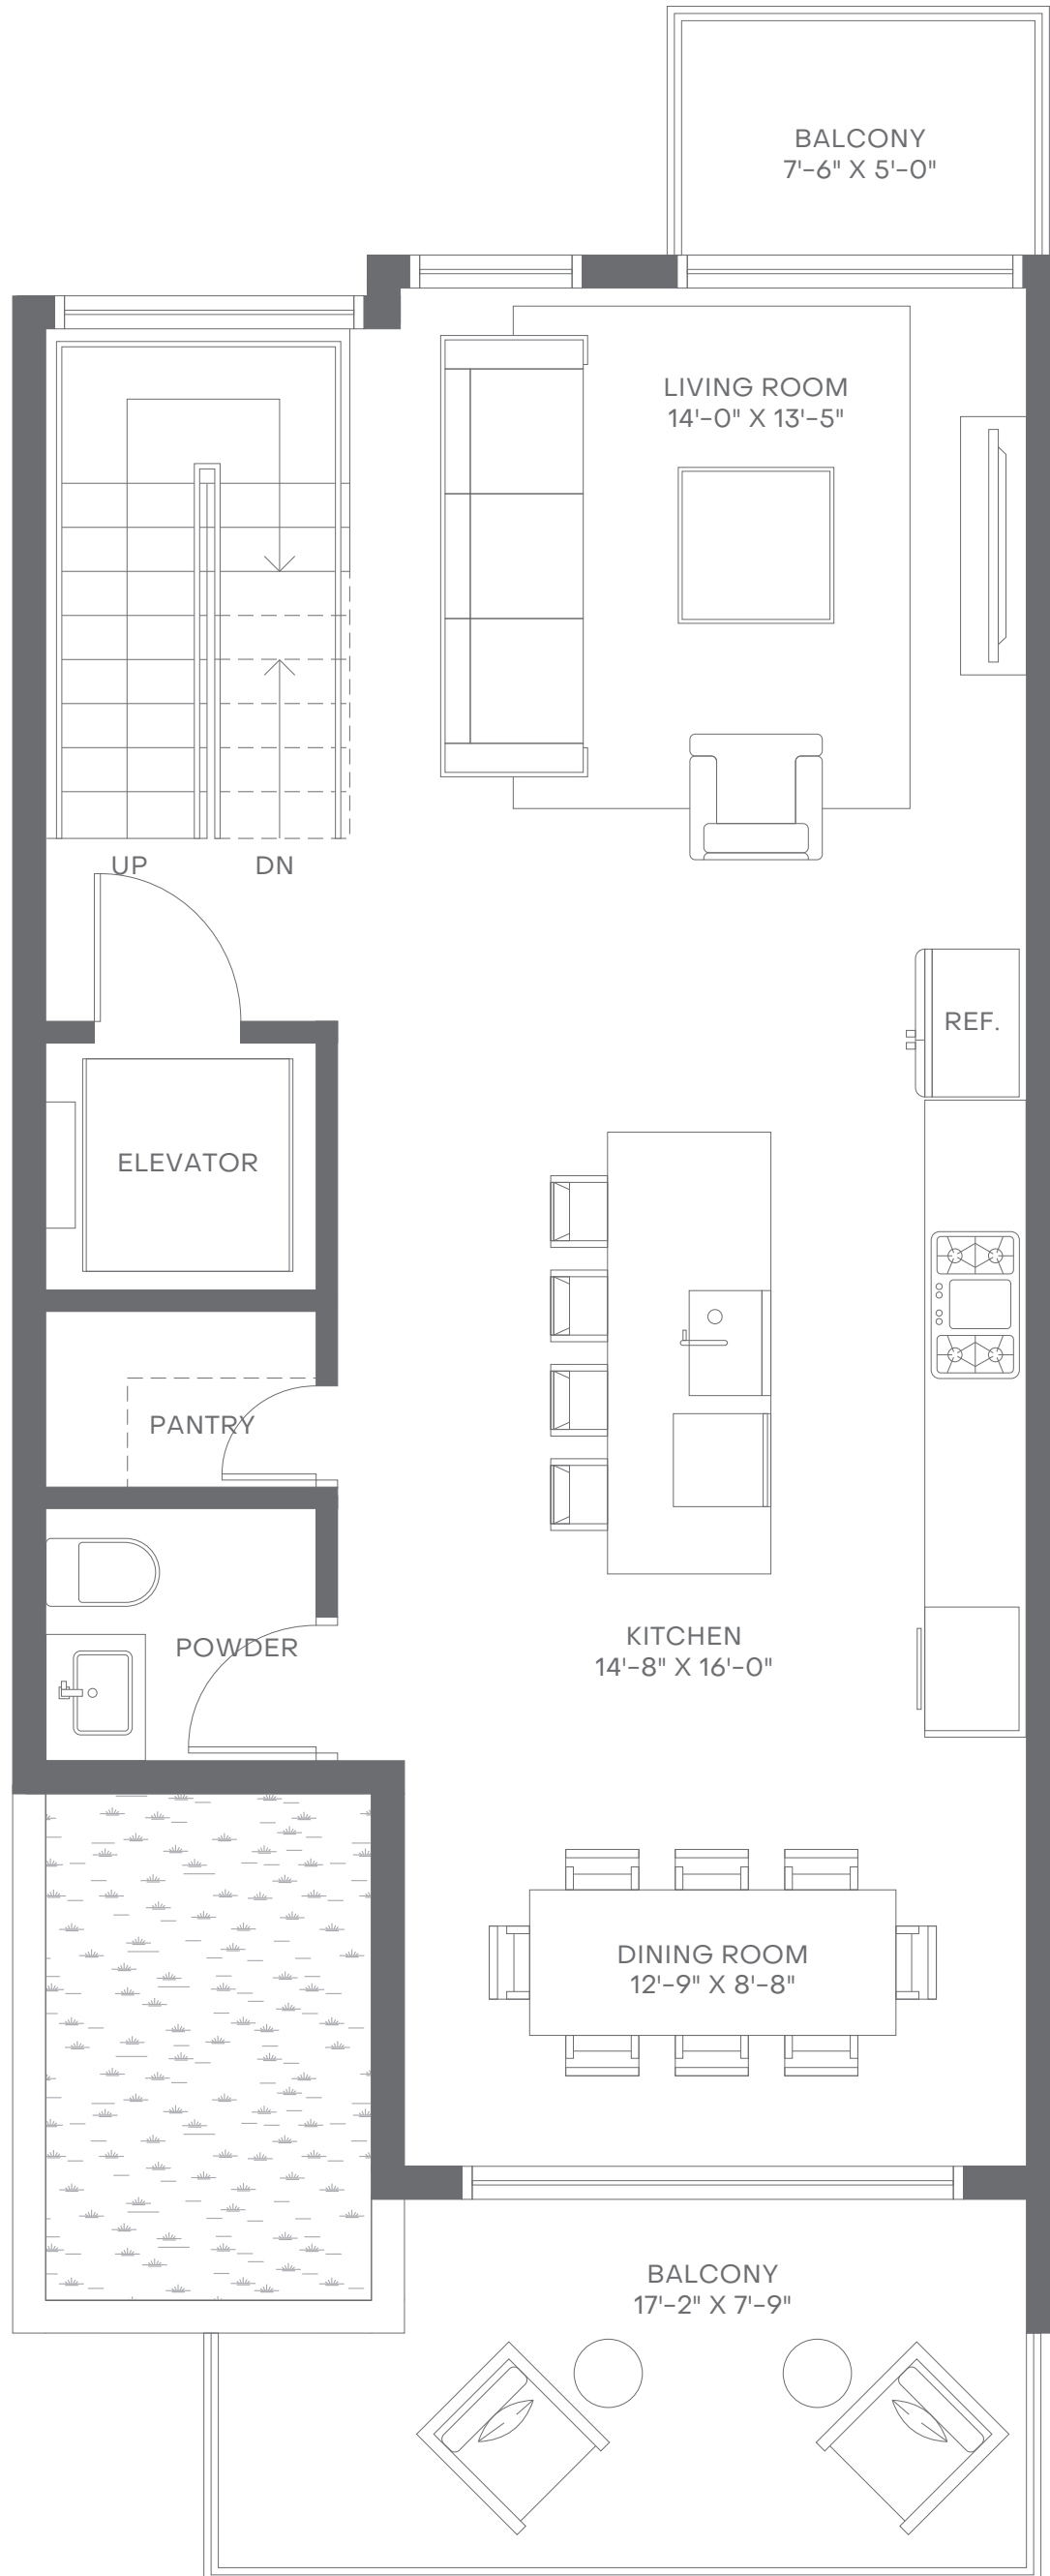 BALCONY
7'-6" X 5'-0"
LIVING ROOM
14'-0" X 13'-5"
UP
DN
REF.
ELEVATOR
PANTRY
POWDER
KITCHEN
14'-8" X 16'-0"
DINING ROOM
12'-9" X 8'-8"
BALCONY
17'-2" X 7'-9"